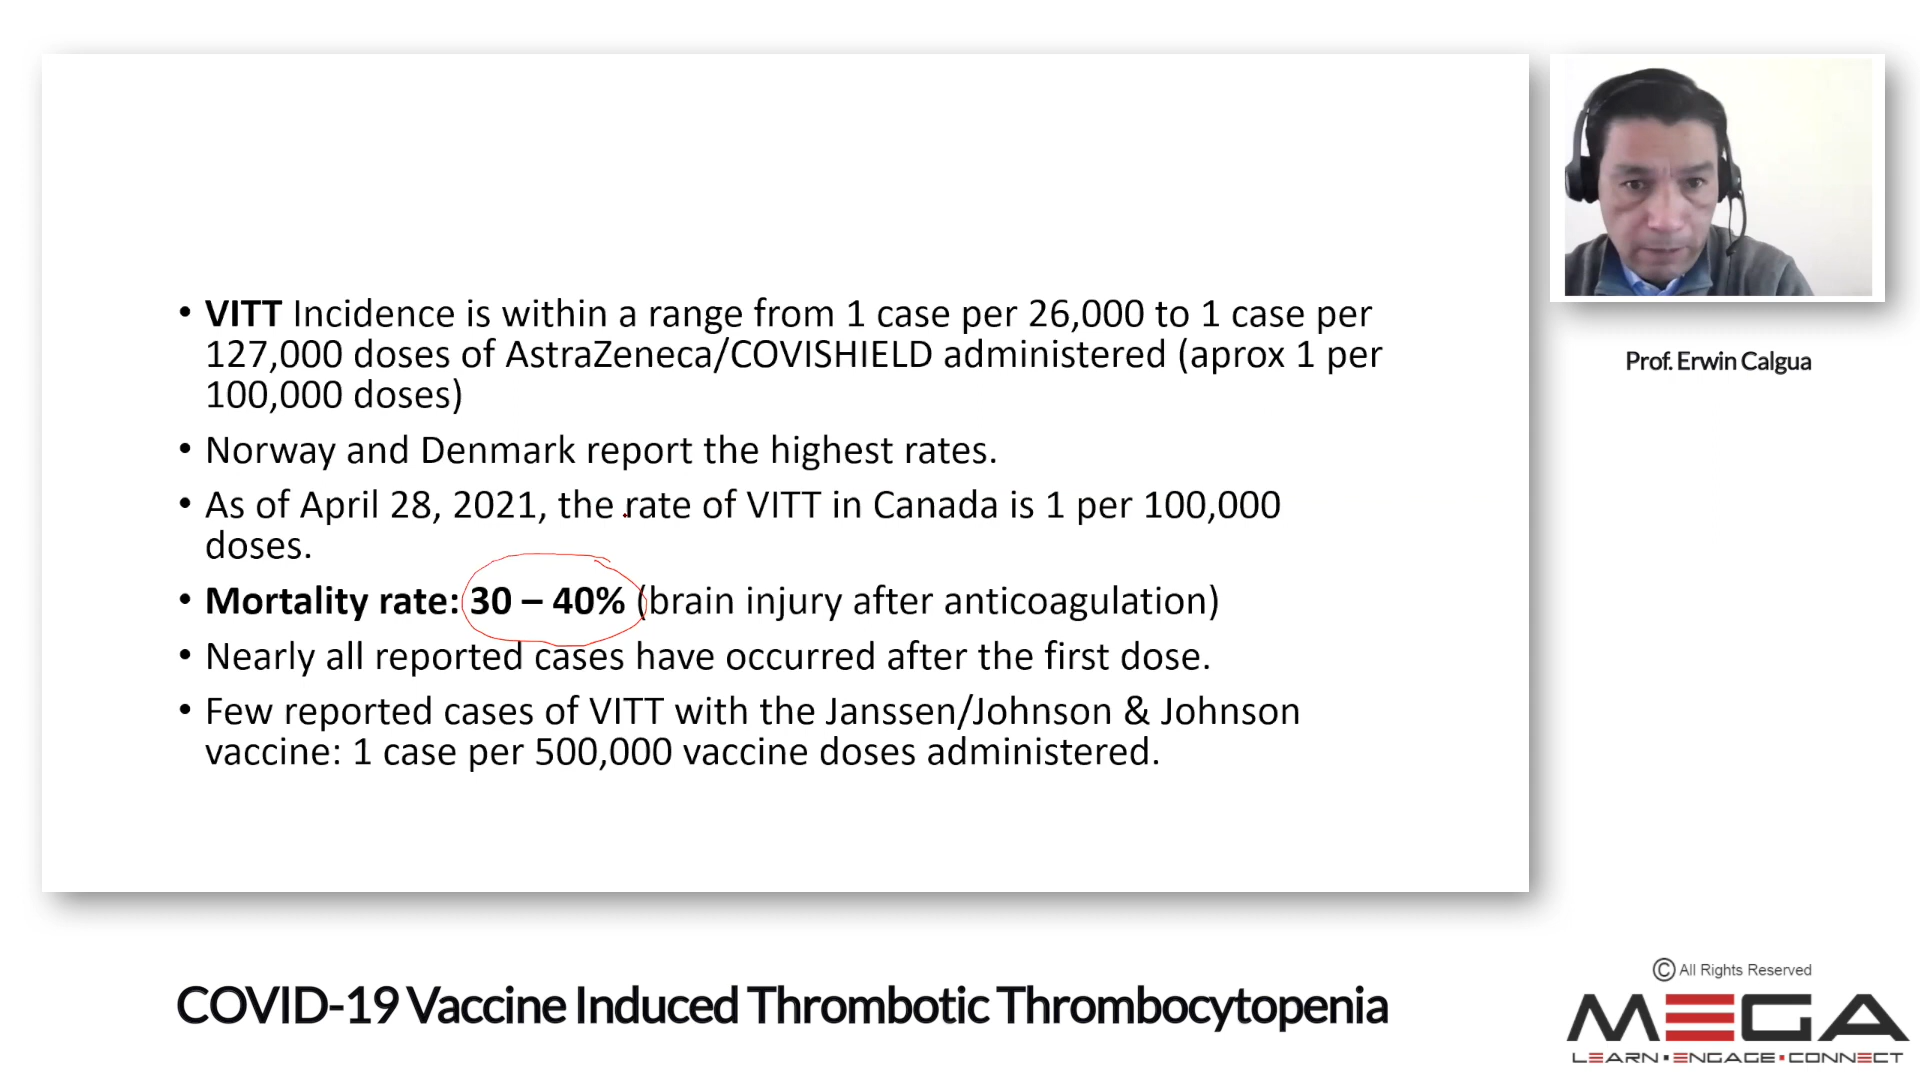 • VITT Incidence is within a range from 1 case per 26,000 to 1 case per
127,000 doses of AstraZeneca/COVISHIELD administered (aprox 1 per
100,000 doses)
• Norway and Denmark report the highest rates.
• As of April 28, 2021, the rate of VITT in Canada is 1 per 100,000
doses.
• Mortality rate: 30 – 40% (brain injury after anticoagulation)
• Nearly all reported cases have occurred after the first dose.
• Few reported cases of VITT with the Janssen/Johnson & Johnson
vaccine: 1 case per 500,000 vaccine doses administered.
Prof. Erwin Calgua
COVID-19 Vaccine Induced Thrombotic Thrombocytopenia
© All Rights Reserved
MEGA
LEARN▪ENGAGE▪CONNECT